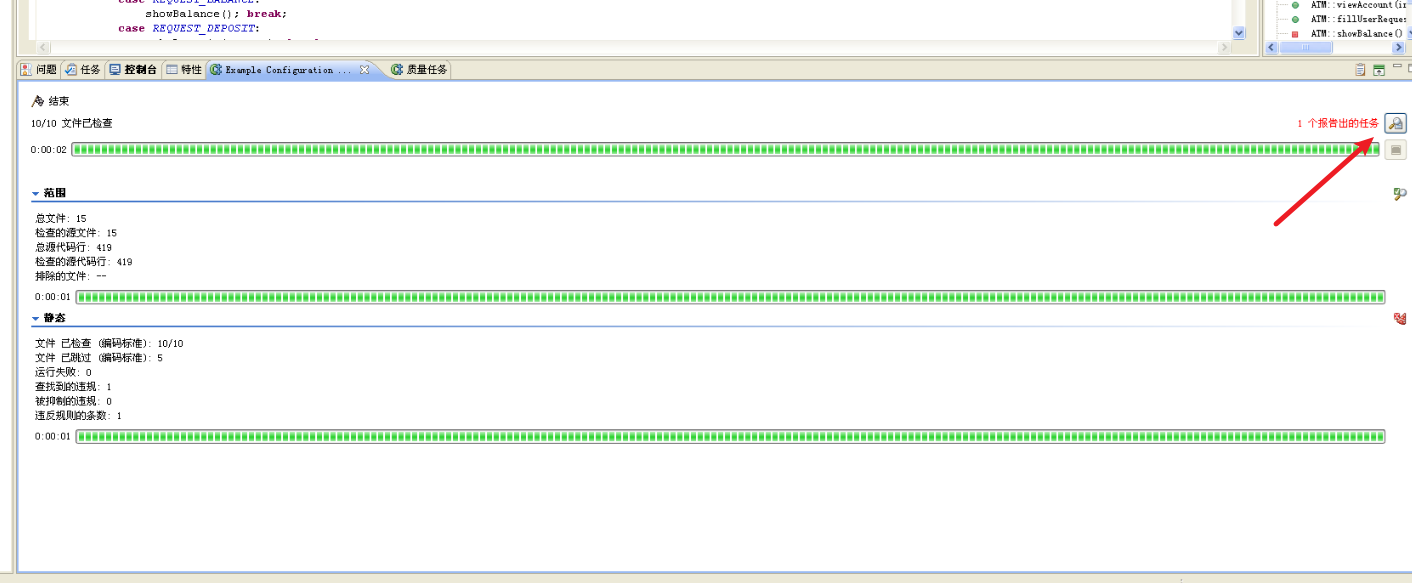 case REQUEST_BALANCE:
showBalance(); break;
case REQUEST_DEPOSIT:
ATM::viewAccount(in
ATM::fillUserReques
ATM::showBalance()
问题 任务 控制台 特性 Example Configuration ... 质量任务
结束
10/10 文件已检查
1 个报告出的任务
0:00:02
范围
总文件: 15
检查的源文件: 15
总源代码行: 419
检查的源代码行: 419
排除的文件: --
0:00:01
静态
文件 已检查 (编码标准): 10/10
文件 已跳过 (编码标准): 5
运行失败: 0
查找到的违规: 1
被抑制的违规: 0
违反规则的条数: 1
0:00:01